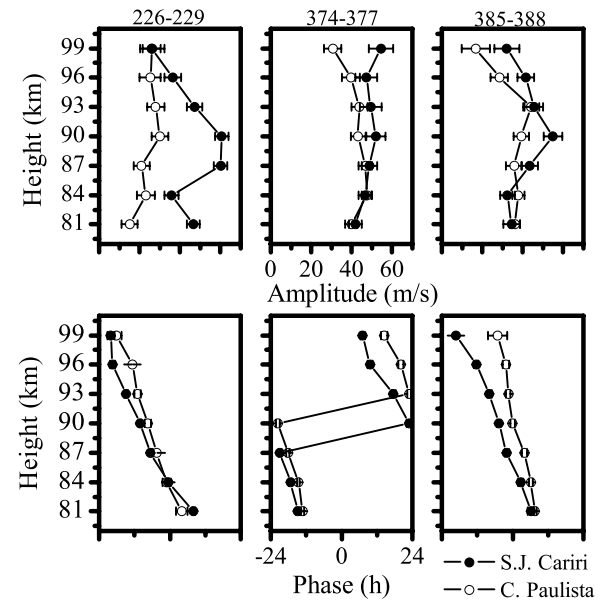 226-229 374-377 385-388
Height (km)
99
96
93
90
87
84
81
0 20 40 60
Amplitude (m/s)
Height (km)
99
96
93
90
87
84
81
-24 0 24
Phase (h)
S.J. Cariri
C. Paulista